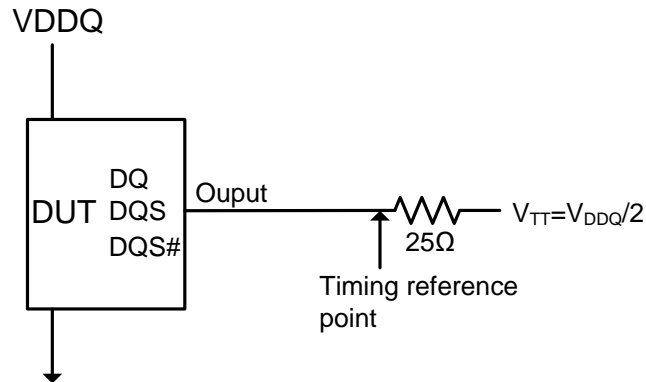 VDDQ
DUT
DQ
DQS
DQS#
Ouput
25Ω
VTT=VDDQ/2
Timing reference
point